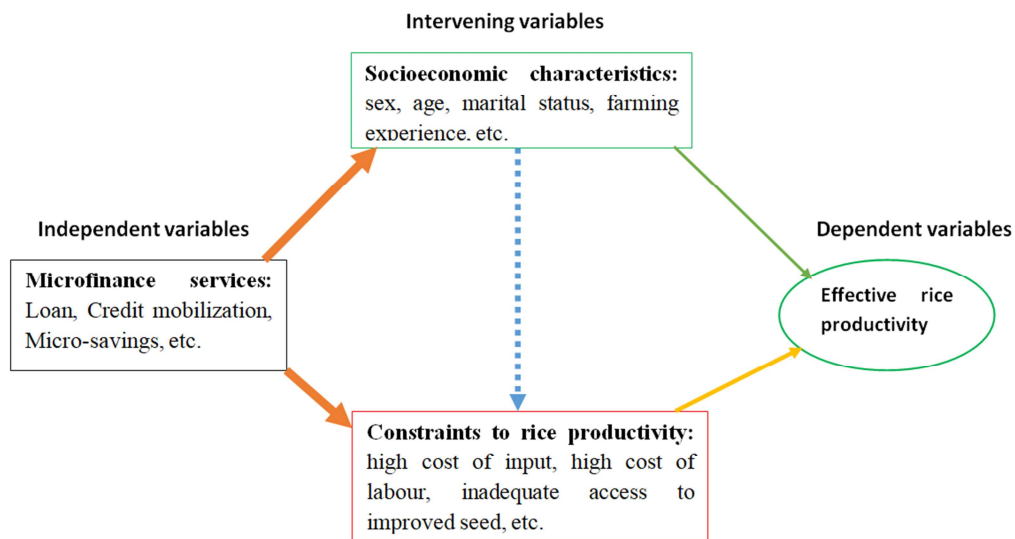 Intervening variables
Socioeconomic characteristics:
sex, age, marital status, farming
experience, etc.
Independent variables
Microfinance services:
Loan, Credit mobilization,
Micro-savings, etc.
Dependent variables
Effective rice
productivity
Constraints to rice productivity:
high cost of input, high cost of
labour, inadequate access to
improved seed, etc.